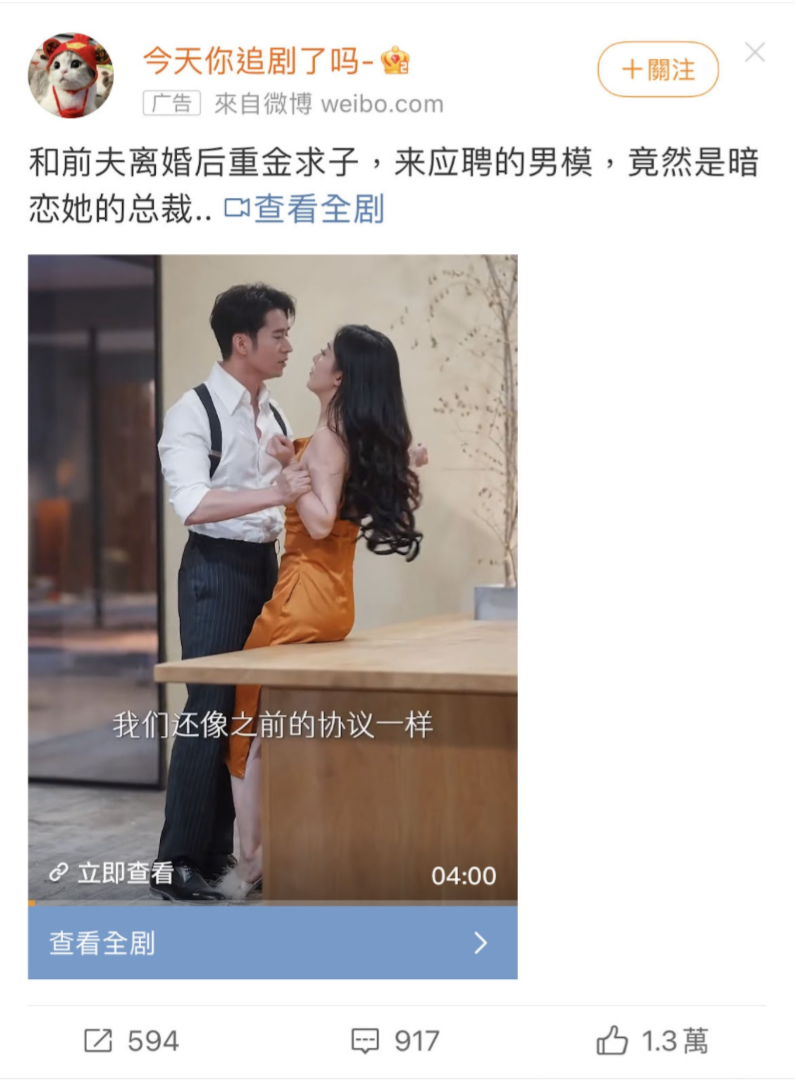 今天你追剧了吗-
广告 來自微博 weibo.com
＋關注
和前夫离婚后重金求子，来应聘的男模，竟然是暗
恋她的总裁.. 查看全剧
我们还像之前的协议一样
立即查看
04:00
查看全剧
594
917
1.3 萬